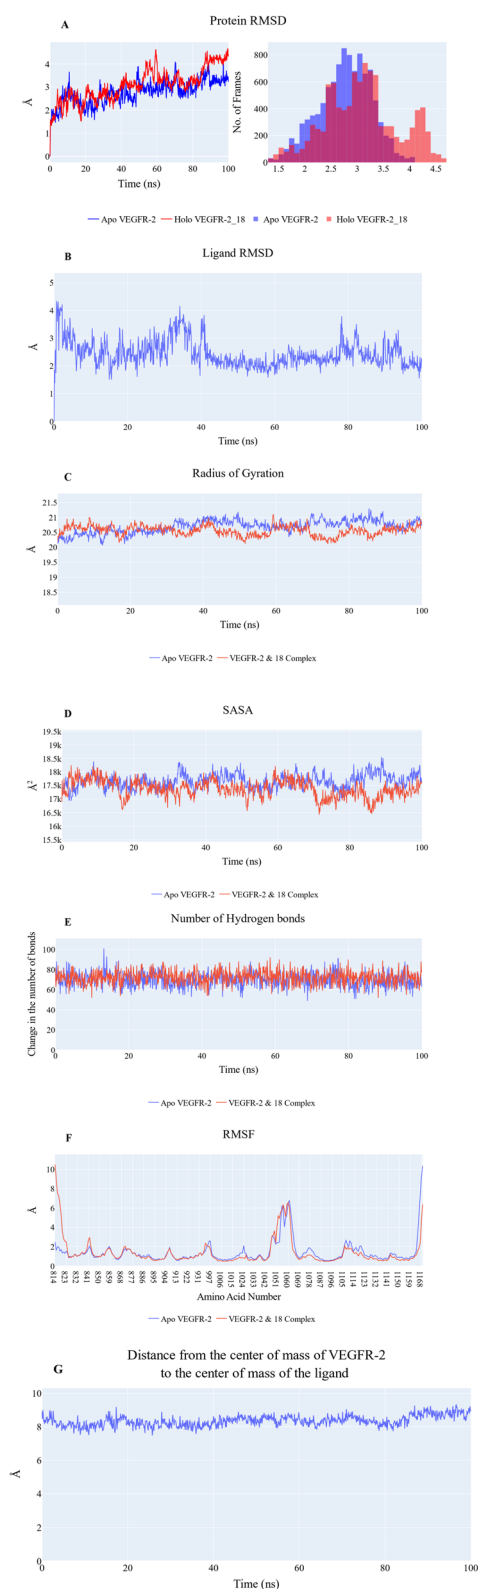 A
Protein RMSD
4
3
2
1
0
Å
0
20
40
60
80
100
Time (ns)
No. of Frames
800
600
400
200
0
1.5
2
2.5
3
3.5
4
4.5
Apo VEGFR-2
Holo VEGFR-2_18
Apo VEGFR-2
Holo VEGFR-2_18
B
Ligand RMSD
5
4
3
2
1
0
Å
0
20
40
60
80
100
Time (ns)
C
Radius of Gyration
21.5
21
20.5
20
19.5
19
18.5
Å
0
20
40
60
80
100
Time (ns)
Apo VEGFR-2
VEGFR-2 & 18 Complex
D
SASA
19.5k
19k
18.5k
18k
17.5k
17k
16.5k
16k
15.5k
Å²
0
20
40
60
80
100
Time (ns)
Apo VEGFR-2
VEGFR-2 & 18 Complex
E
Number of Hydrogen bonds
Change in the number of bonds
100
80
60
40
20
0
0
20
40
60
80
100
Time (ns)
Apo VEGFR-2
VEGFR-2 & 18 Complex
F
RMSF
10
8
6
4
2
0
Å
814
823
832
841
850
859
868
877
886
895
904
913
922
931
997
1006
1015
1024
1033
1042
1051
1060
1069
1078
1087
1096
1105
1114
1123
1132
1141
1150
1159
1168
Amino Acid Number
Apo VEGFR-2
VEGFR-2 & 18 Complex
G
Distance from the center of mass of VEGFR-2
to the center of mass of the ligand
10
8
6
4
2
0
Å
0
20
40
60
80
100
Time (ns)